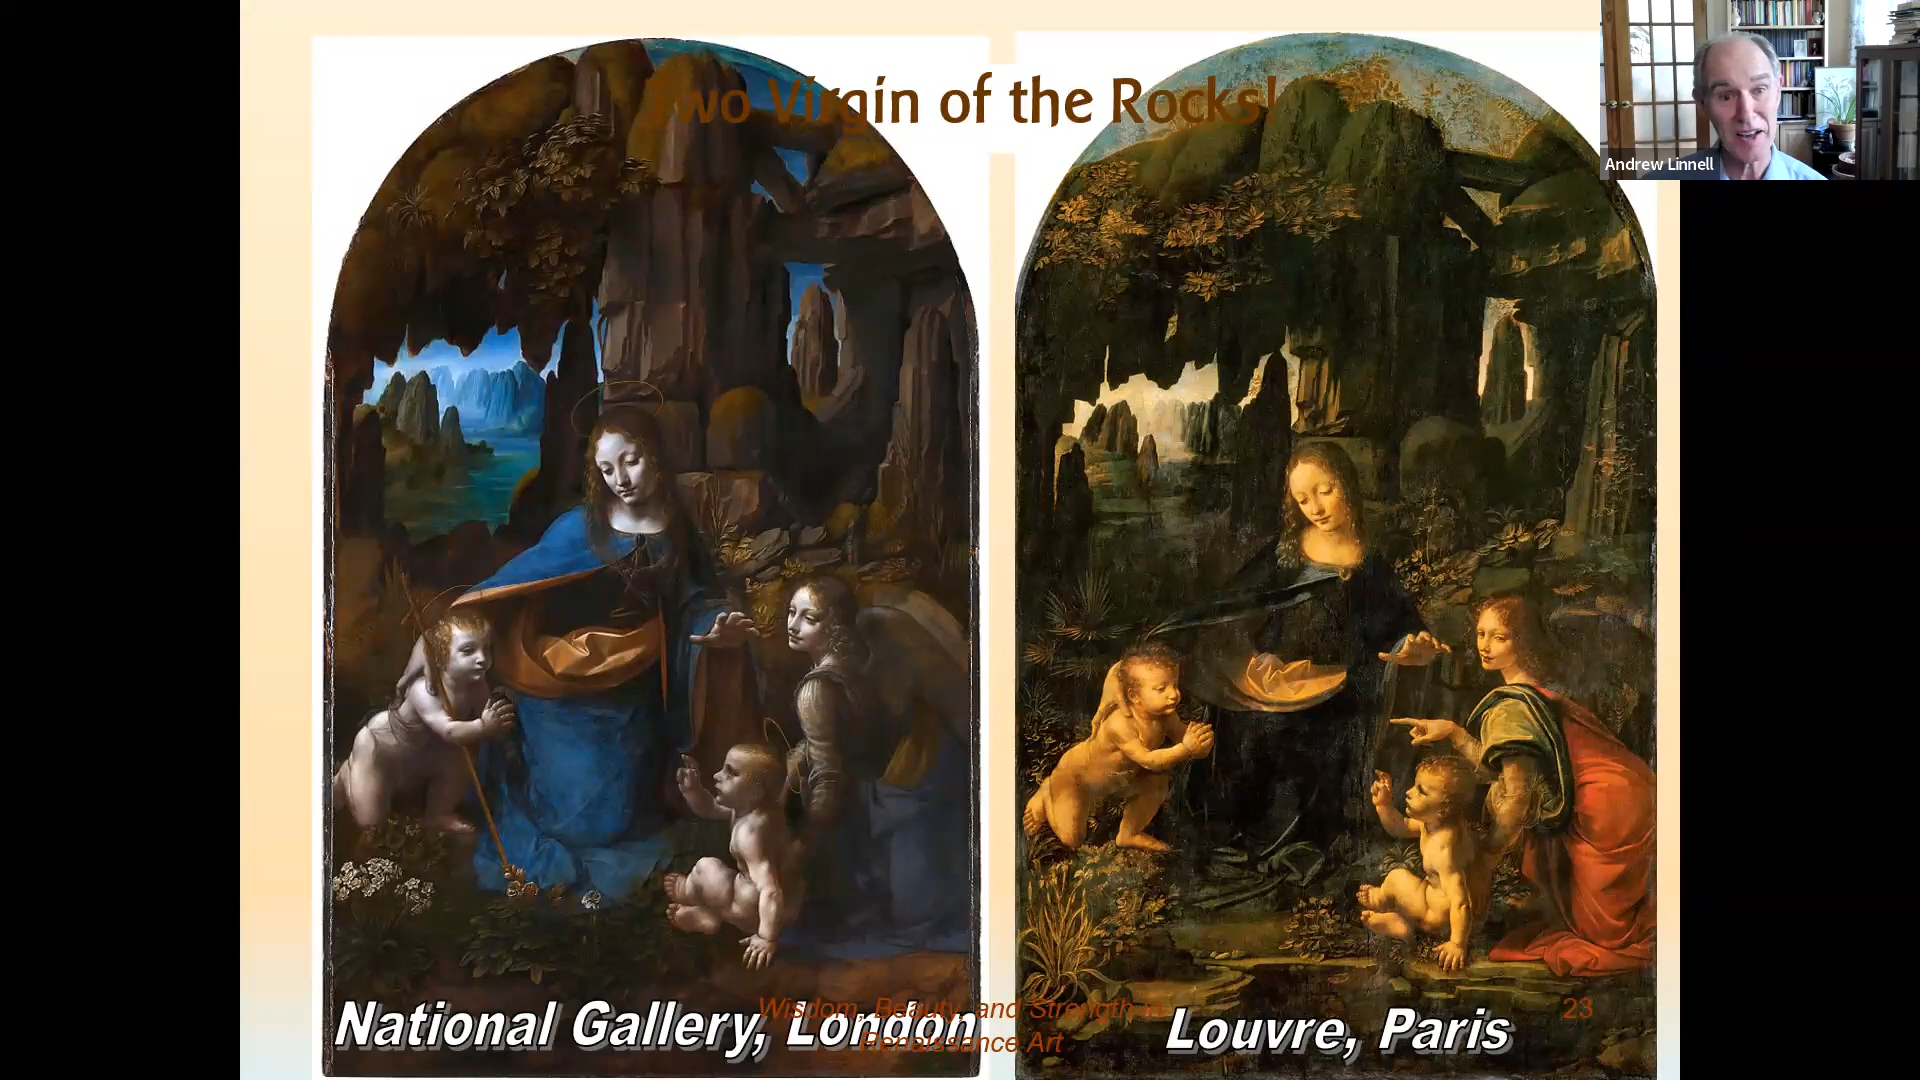 Two Virgin of the Rocks!
Andrew Linnell
National Gallery, London
Louvre, Paris
Wisdom, Beauty, and Strength in
Renaissance Art
23